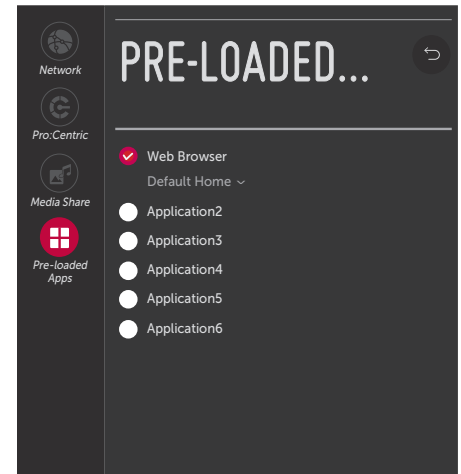 Network
Pro:Centric
Media Share
Pre-loaded
Apps
PRE-LOADED...
Web Browser
Default Home
Application2
Application3
Application4
Application5
Application6